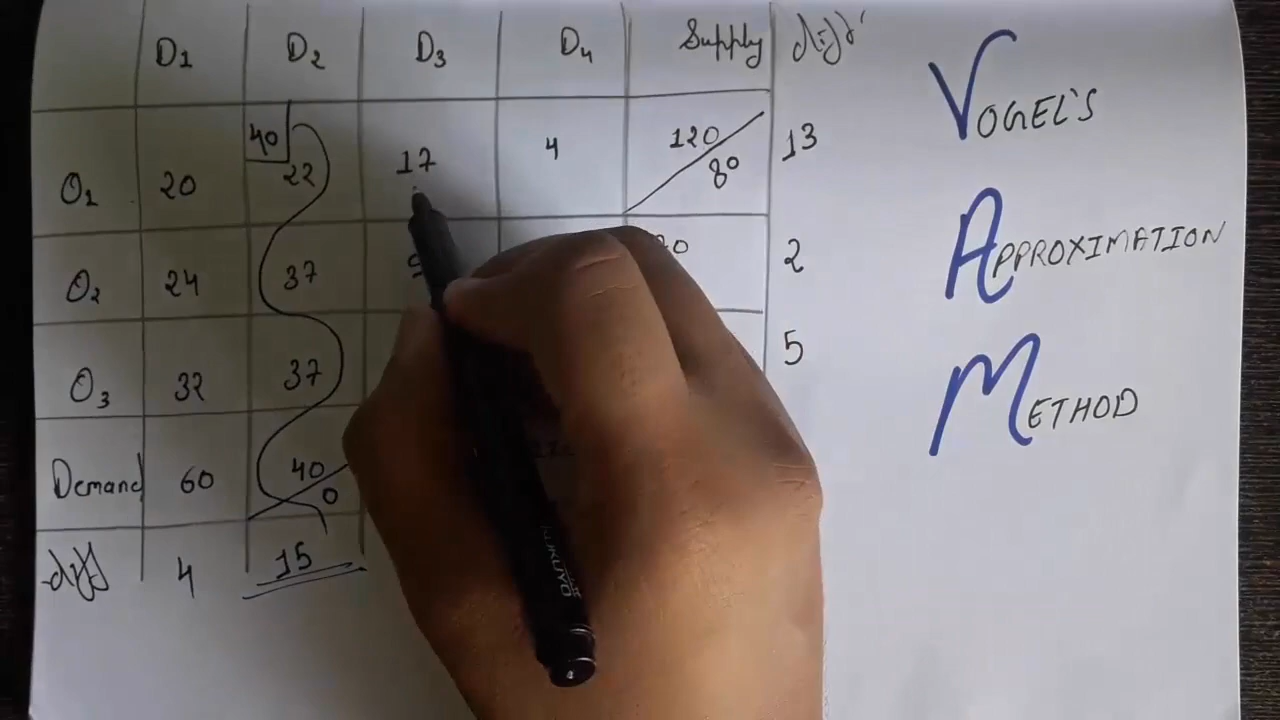 D1 D2 D3 D4 Supply diff
O1 20 40 22 17 4 120 80 13
O2 24 37 9 2
O3 32 37 5
Demand 60 40 0
diff 4 15
VOGEL'S
APPROXIMATION
METHOD